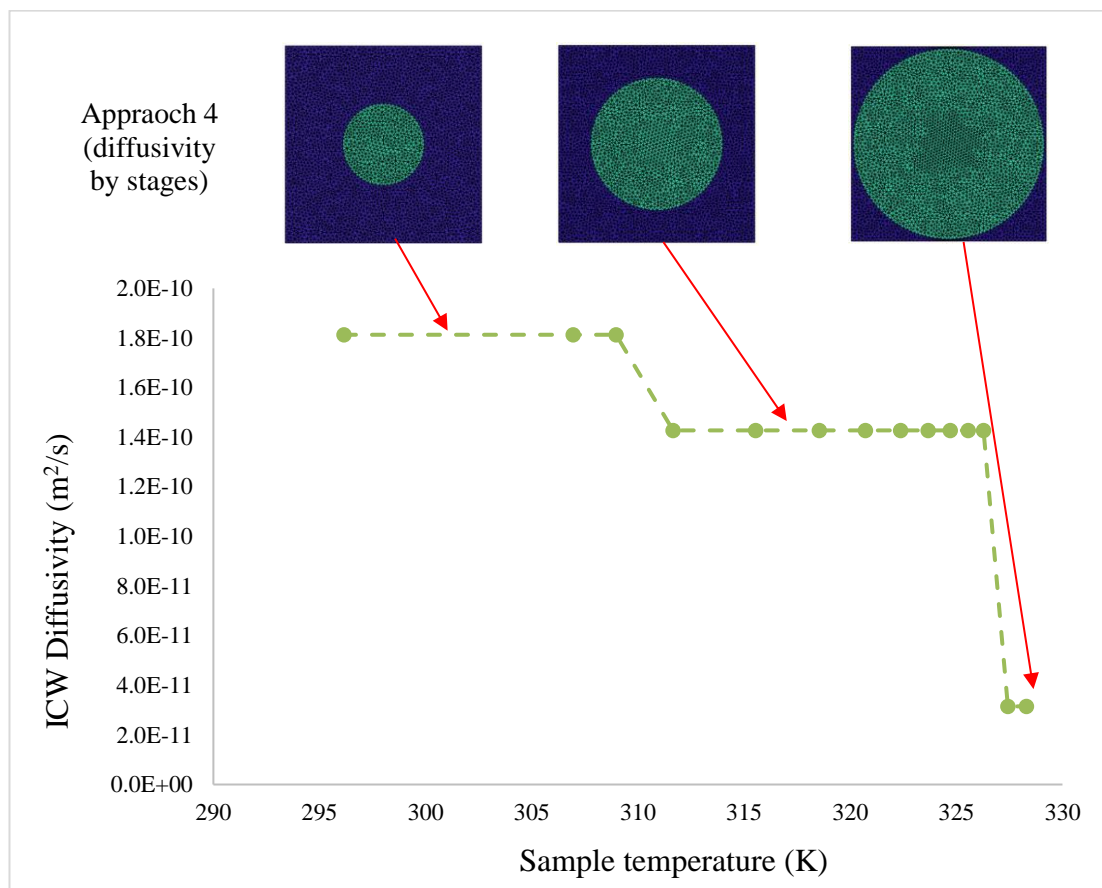 Appraoch 4
(diffusivity
by stages)
2.0E-10
1.8E-10
1.6E-10
1.4E-10
1.2E-10
1.0E-10
8.0E-11
6.0E-11
4.0E-11
2.0E-11
0.0E+00
ICW Diffusivity (m²/s)
290 295 300 305 310 315 320 325 330
Sample temperature (K)